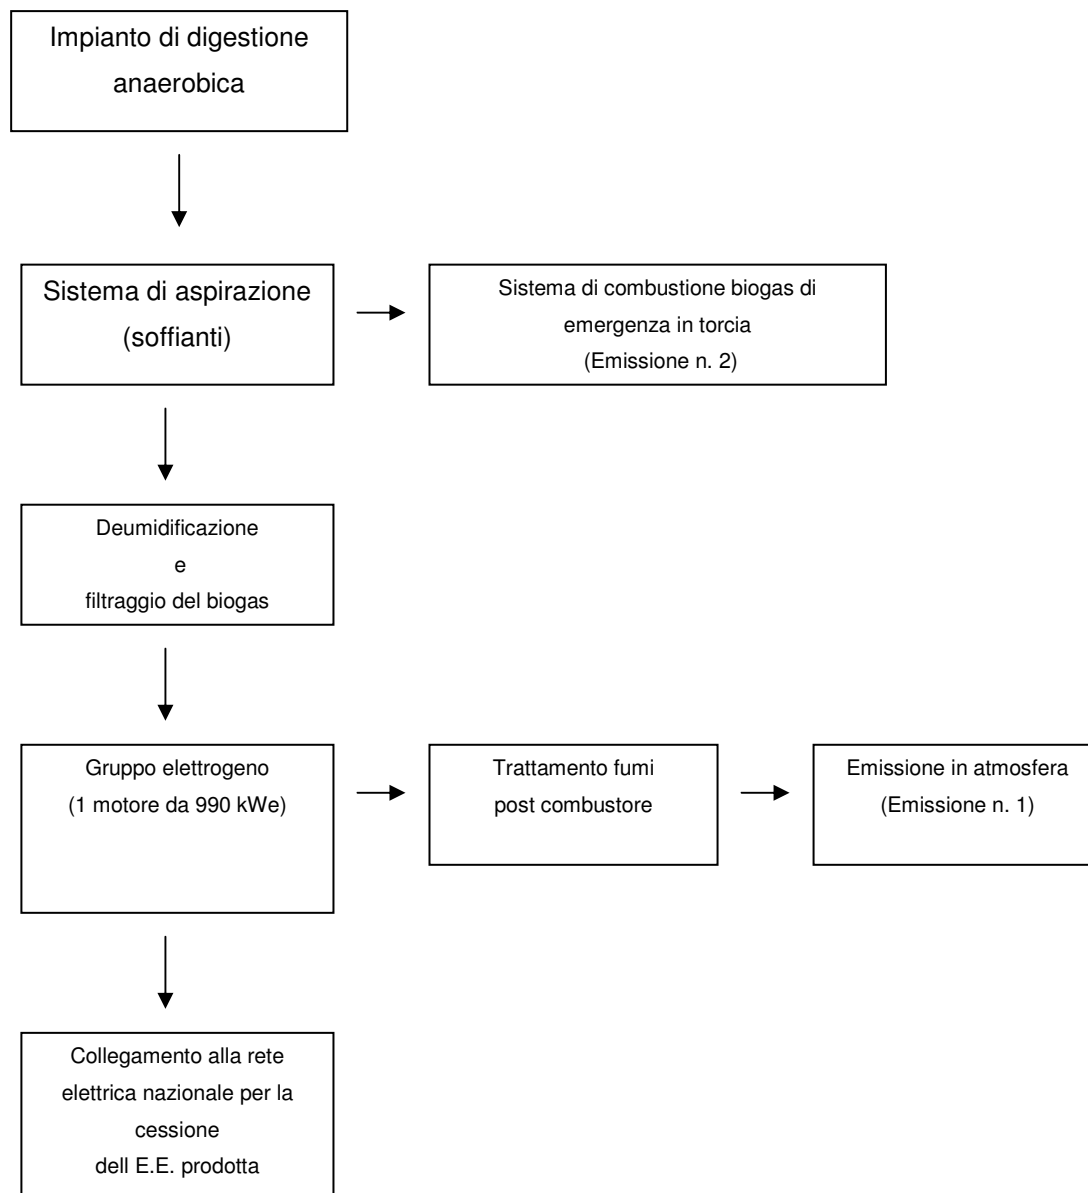 Impianto di digestione
anaerobica
Sistema di aspirazione
(soffianti)
Sistema di combustione biogas di
emergenza in torcia
(Emissione n. 2)
Deumidificazione
e
filtraggio del biogas
Gruppo elettrogeno
(1 motore da 990 kWe)
Trattamento fumi
post combustore
Emissione in atmosfera
(Emissione n. 1)
Collegamento alla rete
elettrica nazionale per la
cessione
dell E.E. prodotta